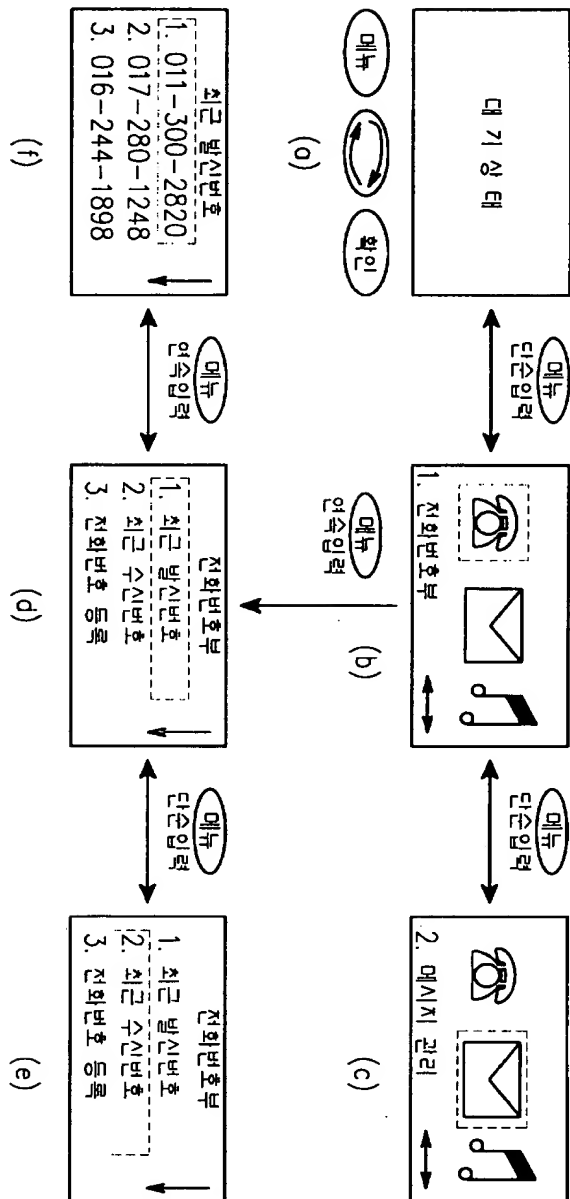 대기상태
메뉴
확인
(a)
메뉴
단순입력
1. 전화번호부
(b)
메뉴
단순입력
2. 메시지 관리
(c)
메뉴
연속입력
전화번호부
1. 최근 발신번호
2. 최근 수신번호
3. 전화번호 등록
(d)
메뉴
단순입력
전화번호부
1. 최근 발신번호
2. 최근 수신번호
3. 전화번호 등록
(e)
메뉴
연속입력
최근 발신번호
1. 011-300-2820
2. 017-280-1248
3. 016-244-1898
(f)